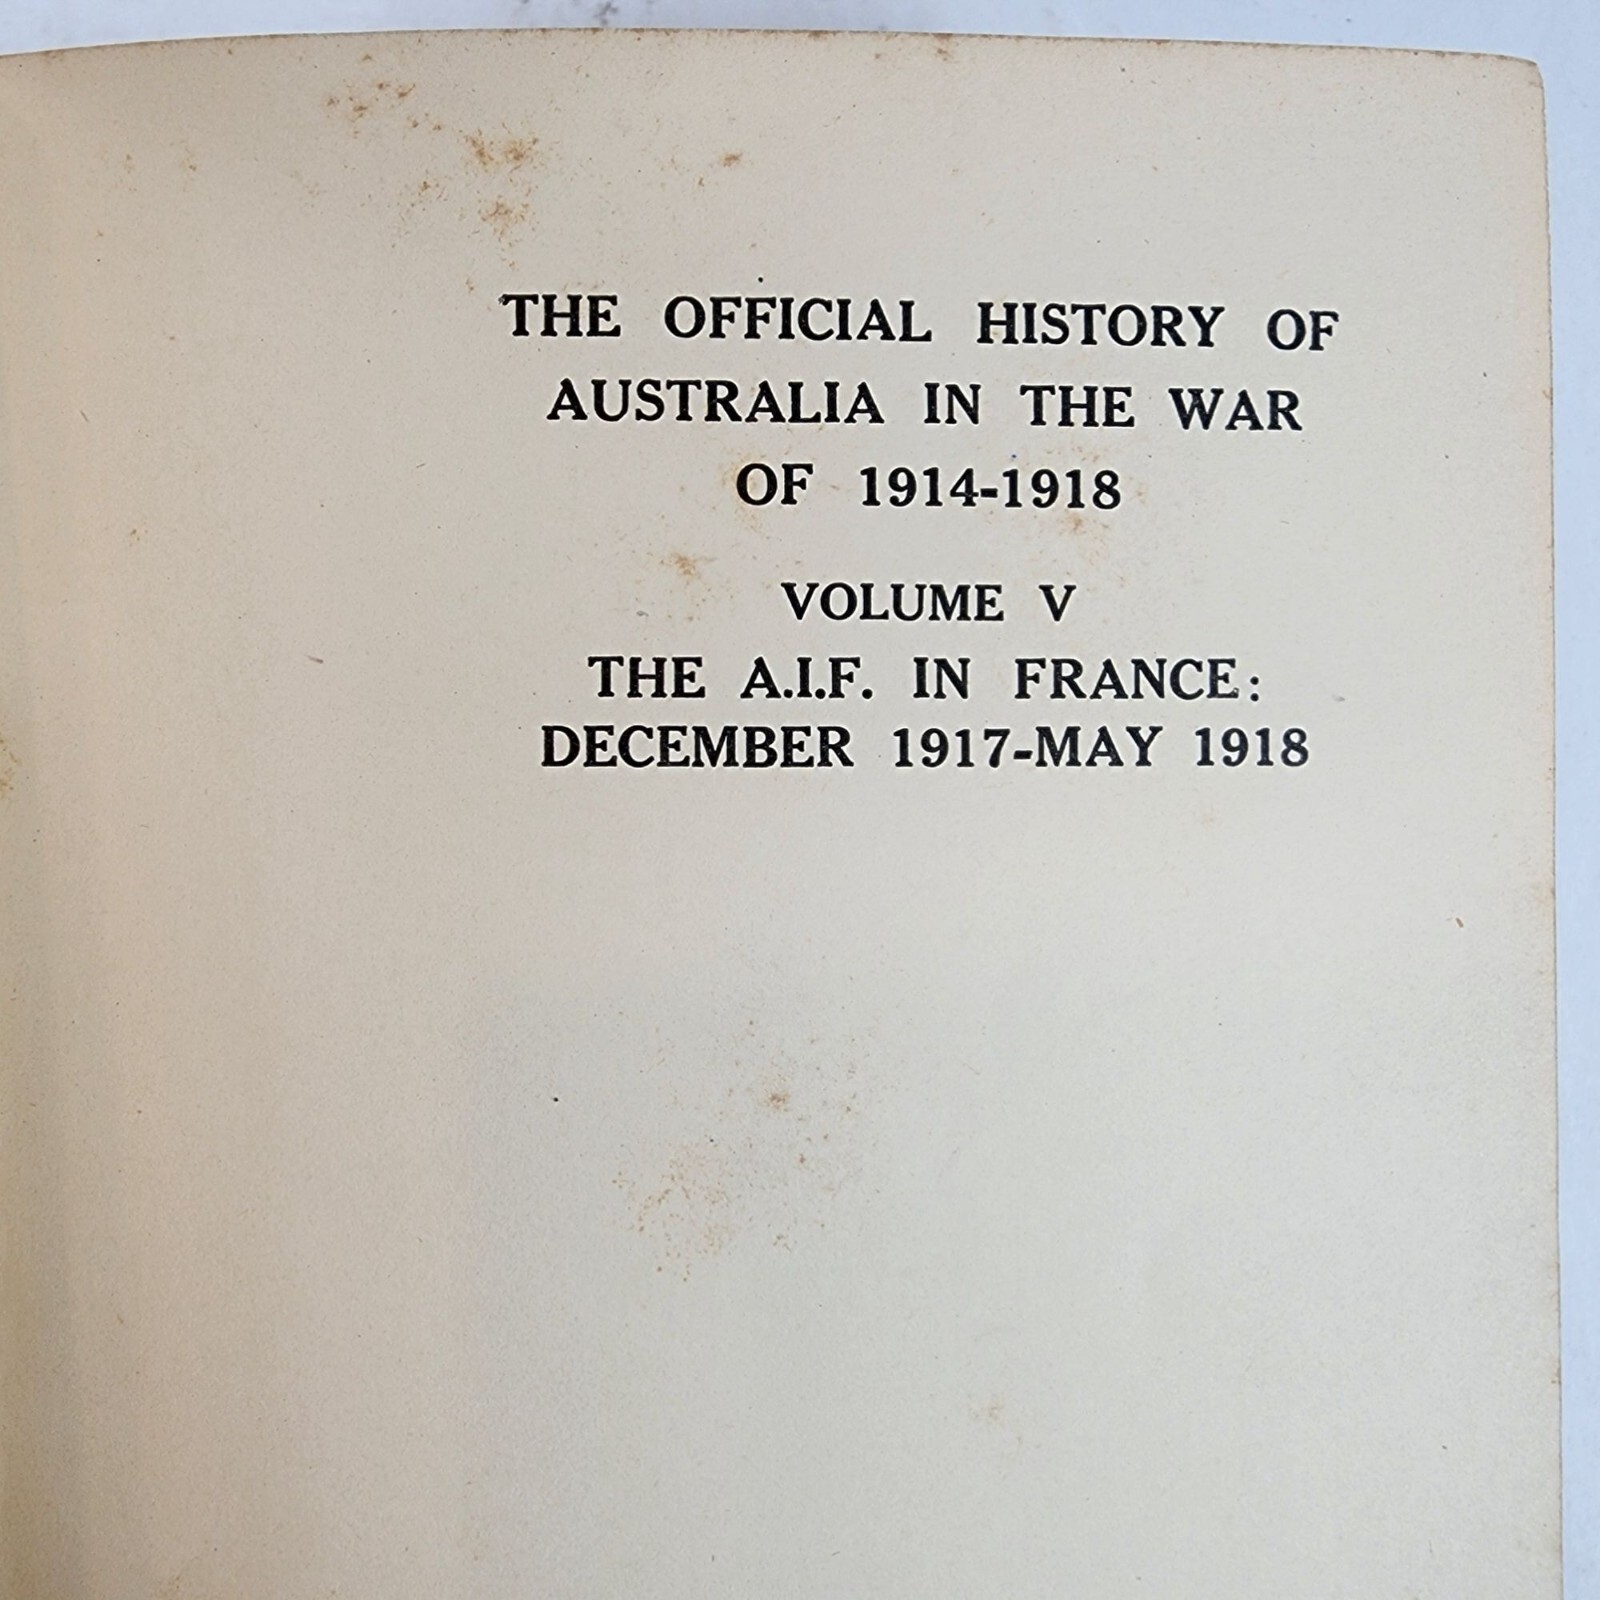 THE OFFICIAL HISTORY OF
AUSTRALIA IN THE WAR
OF 1914-1918
VOLUME V
THE A.I.F. IN FRANCE:
DECEMBER 1917-MAY 1918